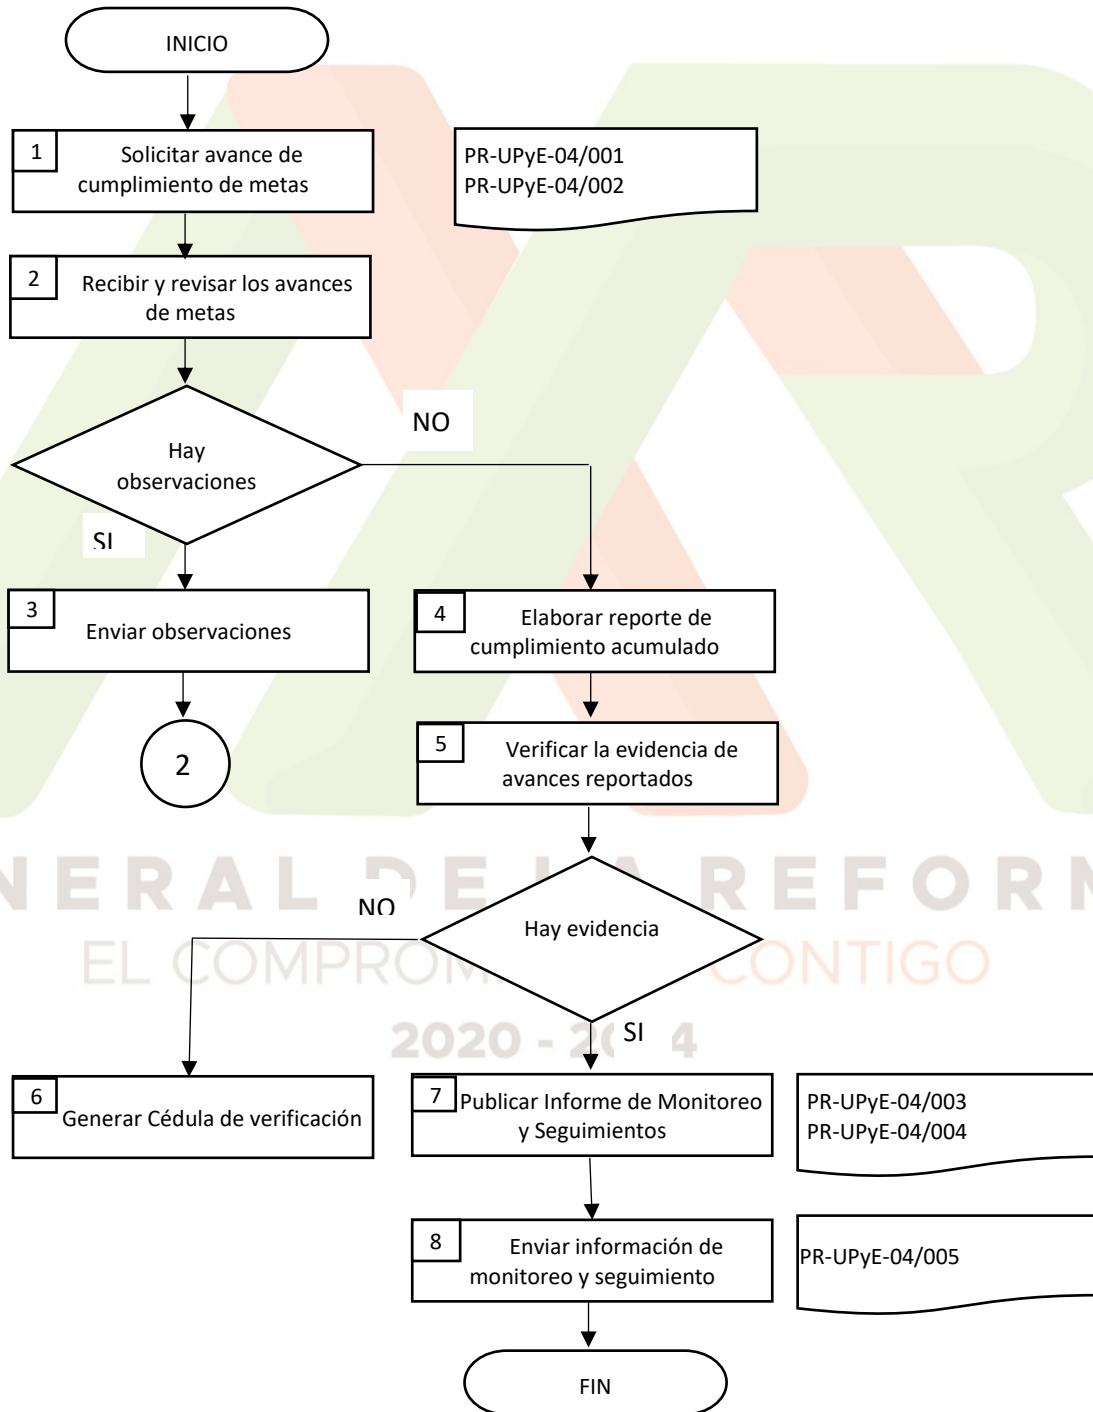 INICIO
1
Solicitar avance de
cumplimiento de metas
PR-UPyE-04/001
PR-UPyE-04/002
2
Recibir y revisar los avances
de metas
Hay
observaciones
NO
SI
3
Enviar observaciones
4
Elaborar reporte de
cumplimiento acumulado
2
5
Verificar la evidencia de
avances reportados
NERAL DE LA REFORM
NO
Hay evidencia
EL CONTIGO
2020 -
SI
6
Generar Cédula de verificación
7
Publicar Informe de Monitoreo
y Seguimientos
PR-UPyE-04/003
PR-UPyE-04/004
8
Enviar información de
monitoreo y seguimiento
PR-UPyE-04/005
FIN